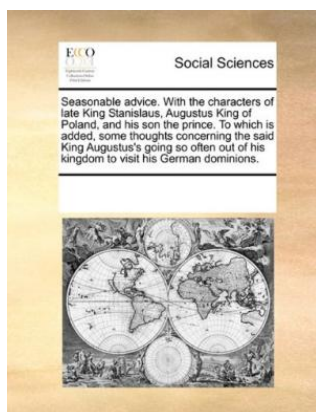 ECCO
Social Sciences
Seasonable advice. With the characters of
late King Stanislaus, Augustus King of
Poland, and his son the prince. To which is
added, some thoughts concerning the said
King Augustus's going so often out of his
kingdom to visit his German dominions.